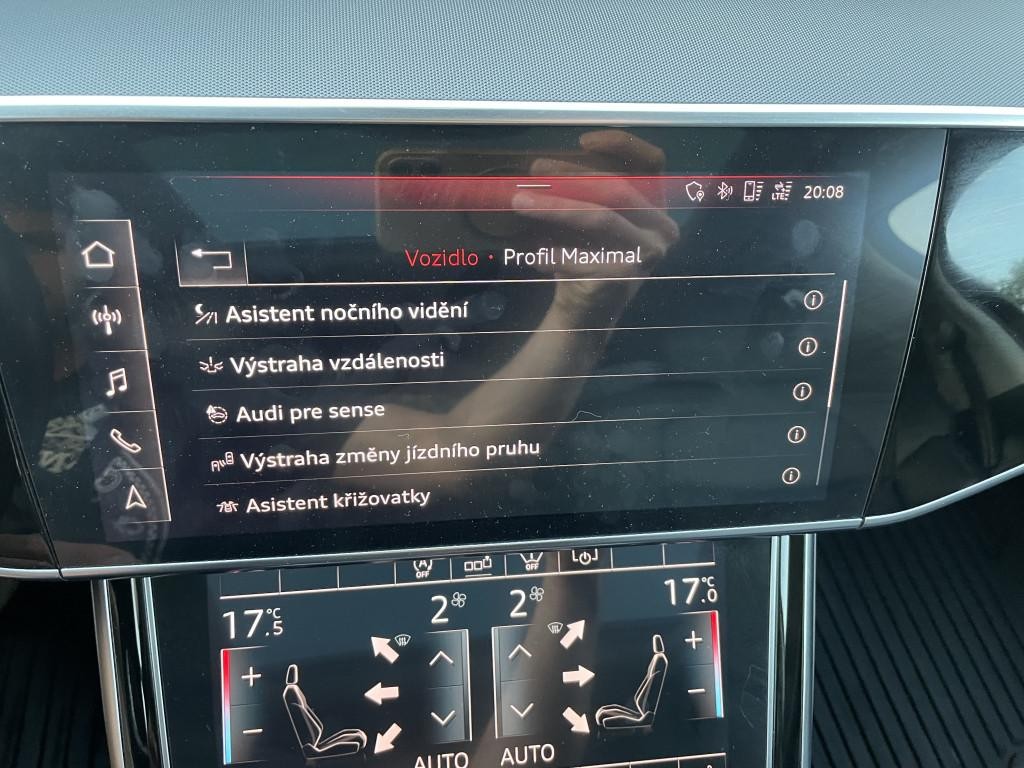 LTE 20:08
Vozidlo • Profil Maximal
Asistent nočního vidění
Výstraha vzdálenosti
Audi pre sense
Výstraha změny jízdního pruhu
Asistent křižovatky
OFF OFF
17.5 °C 2 2 17.0 °C
+ +
− −
AUTO AUTO